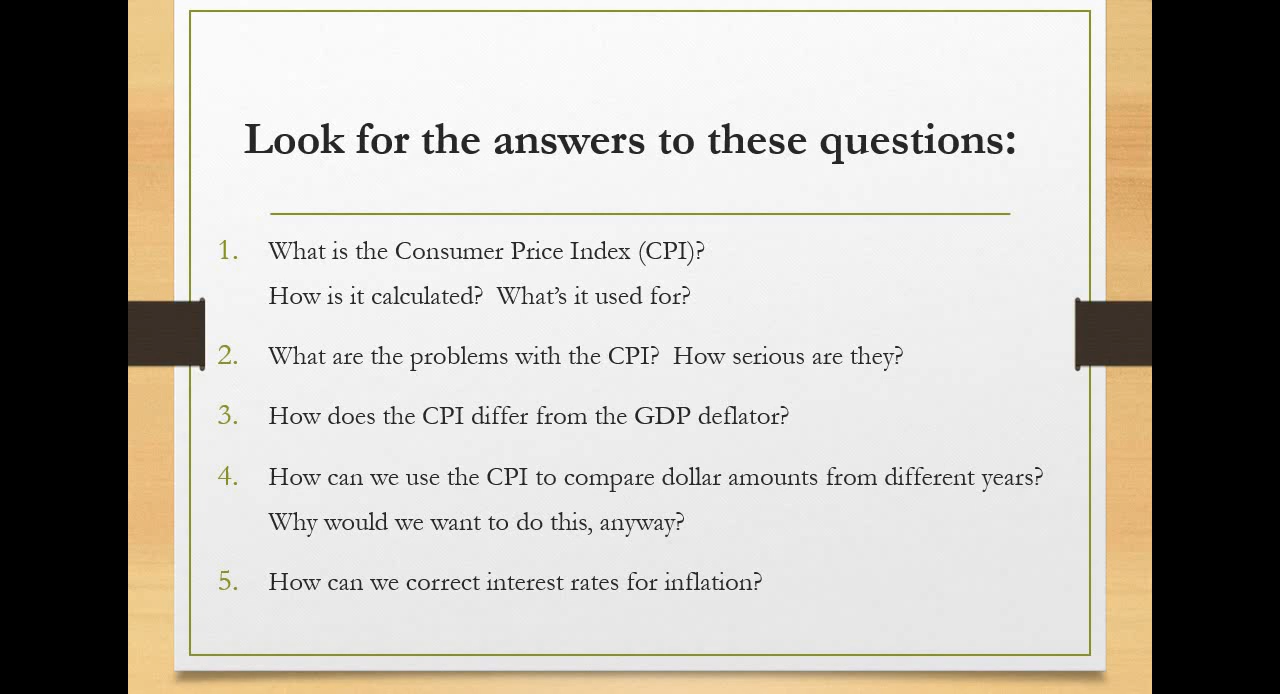 Look for the answers to these questions:
1. What is the Consumer Price Index (CPI)?
How is it calculated?  What’s it used for?
2. What are the problems with the CPI?  How serious are they?
3. How does the CPI differ from the GDP deflator?
4. How can we use the CPI to compare dollar amounts from different years?
Why would we want to do this, anyway?
5. How can we correct interest rates for inflation?